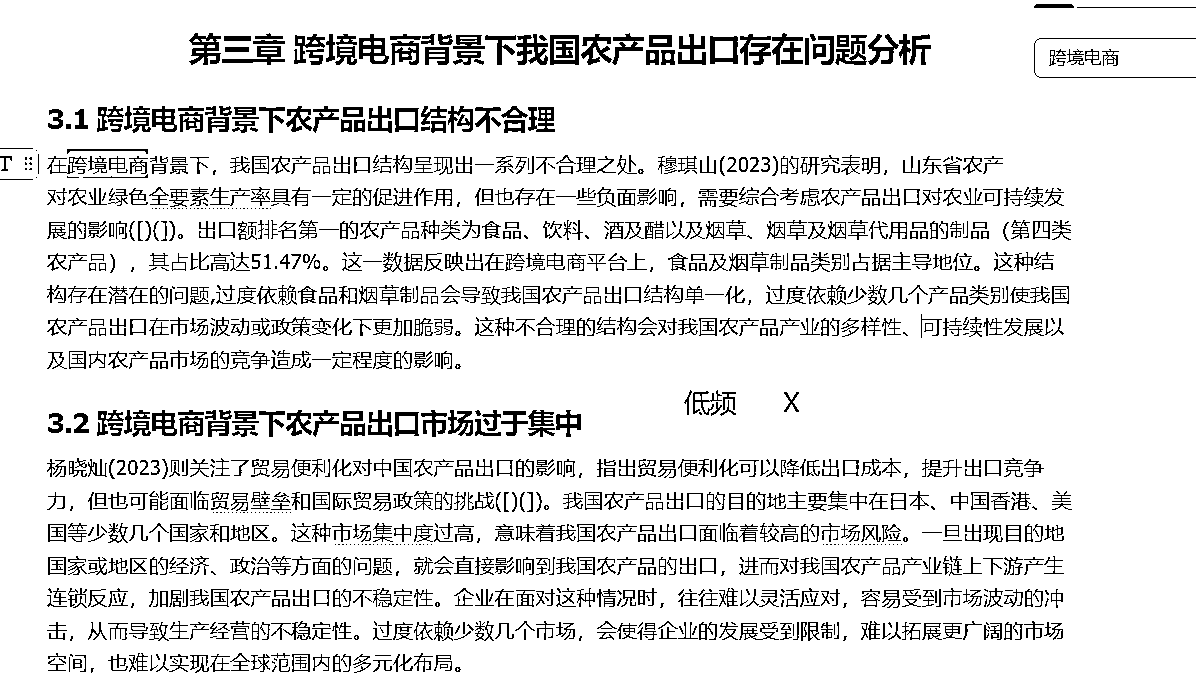 第三章 跨境电商背景下我国农产品出口存在问题分析
跨境电商
3.1 跨境电商背景下农产品出口结构不合理
T
在跨境电商背景下，我国农产品出口结构呈现出一系列不合理之处。穆琪山(2023)的研究表明，山东省农产
对农业绿色全要素生产率具有一定的促进作用，但也存在一些负面影响，需要综合考虑农产品出口对农业可持续发
展的影响([)(])。出口额排名第一的农产品种类为食品、饮料、酒及醋以及烟草、烟草及烟草代用品的制品（第四类
农产品），其占比高达51.47%。这一数据反映出在跨境电商平台上，食品及烟草制品类别占据主导地位。这种结
构存在潜在的问题,过度依赖食品和烟草制品会导致我国农产品出口结构单一化，过度依赖少数几个产品类别使我国
农产品出口在市场波动或政策变化下更加脆弱。这种不合理的结构会对我国农产品产业的多样性、可持续性发展以
及国内农产品市场的竞争造成一定程度的影响。
低频 X
3.2 跨境电商背景下农产品出口市场过于集中
杨晓灿(2023)则关注了贸易便利化对中国农产品出口的影响，指出贸易便利化可以降低出口成本，提升出口竞争
力，但也可能面临贸易壁垒和国际贸易政策的挑战([)(])。我国农产品出口的目的地主要集中在日本、中国香港、美
国等少数几个国家和地区。这种市场集中度过高，意味着我国农产品出口面临着较高的市场风险。一旦出现目的地
国家或地区的经济、政治等方面的问题，就会直接影响到我国农产品的出口，进而对我国农产品产业链上下游产生
连锁反应，加剧我国农产品出口的不稳定性。企业在面对这种情况时，往往难以灵活应对，容易受到市场波动的冲
击，从而导致生产经营的不稳定性。过度依赖少数几个市场，会使得企业的发展受到限制，难以拓展更广阔的市场
空间，也难以实现在全球范围内的多元化布局。